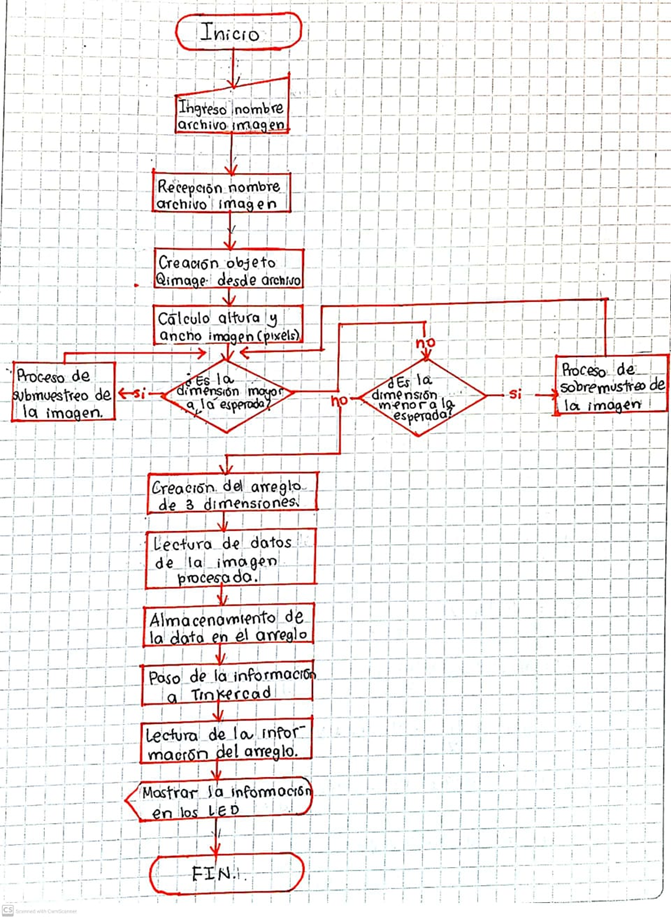 Inicio
Ingreso nombre
archivo imagen
Recepción nombre
archivo imagen
Creación objeto
Qimage desde archivo
Cálculo altura y
ancho imagen (pixels)
¿Es la
dimensión mayor
a la esperada?
si
Proceso de
submuestreo de
la imagen.
no
¿Es la
dimensión
menor a la
esperada?
si
Proceso de
sobremustreo de
la imagen
no
Creación del arreglo
de 3 dimensiones.
Lectura de datos
de la imagen
procesada.
Almacenamiento de
la data en el arreglo
Paso de la información
a Tinkercad
Lectura de la infor-
mación del arreglo.
Mostrar la información
en los LED
FIN.
CS Scanned with CamScanner